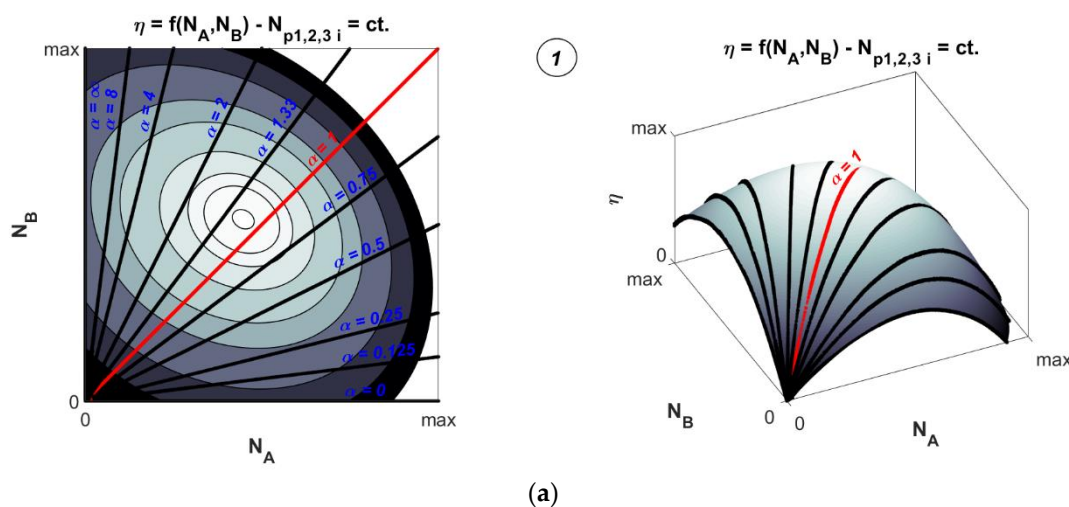 η = f(N_A,N_B) - N_p1,2,3 i = ct.
max
α = ∞
α = 8
α = 4
α = 2
α = 1.33
α = 1
α = 0.75
α = 0.5
α = 0.25
α = 0.125
α = 0
N_B
0
0
max
N_A
1
η = f(N_A,N_B) - N_p1,2,3 i = ct.
max
α = 1
η
0
max
max
N_B
0
0
N_A
(a)